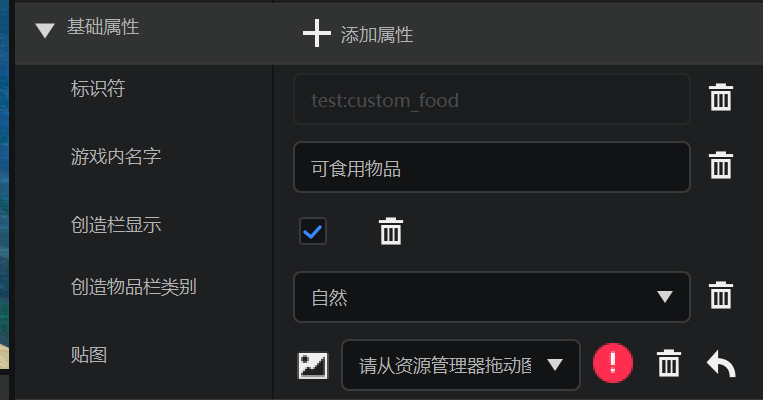 基础属性
添加属性
标识符
test:custom_food
游戏内名字
可食用物品
创造栏显示
创造物品栏类别
自然
贴图
请从资源管理器拖动图